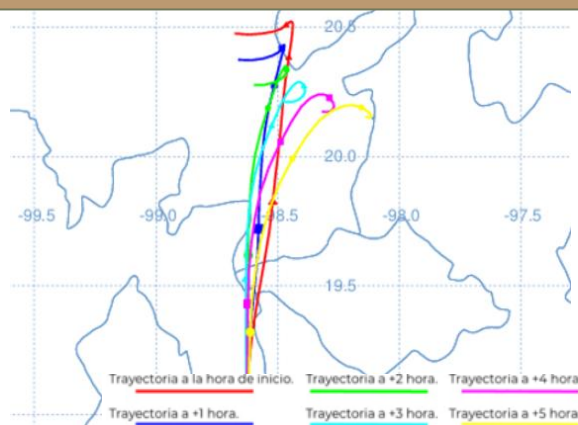 20.5
20.0
-99.5 -99.0 -98.5 -98.0 -97.5
19.5
Trayectoria a la hora de inicio. Trayectoria a +2 hora. Trayectoria a +4 hora.
Trayectoria a +1 hora. Trayectoria a +3 hora. Trayectoria a +5 hora